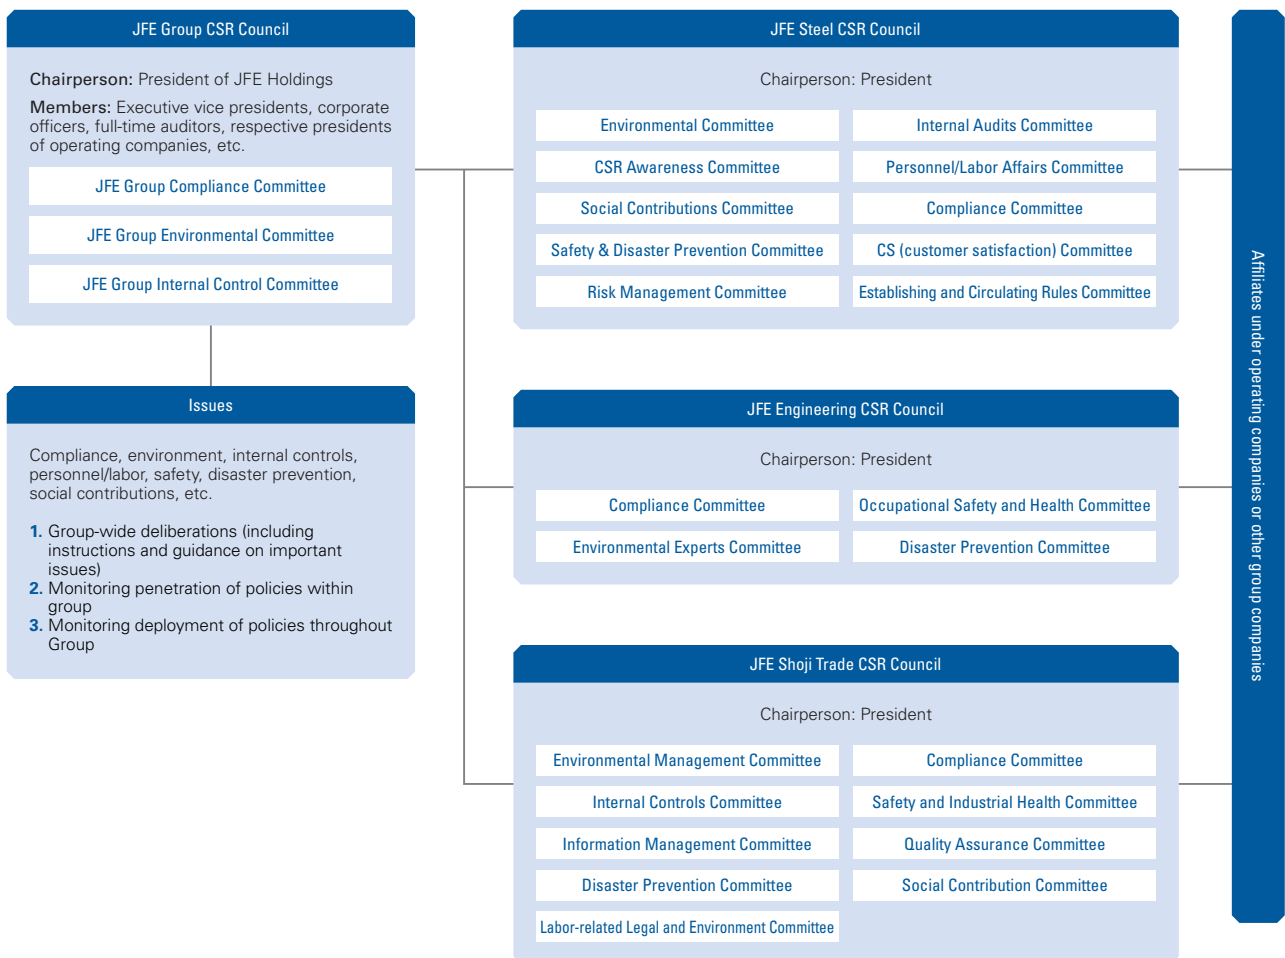 JFE Group CSR Council
Chairperson: President of JFE Holdings
Members: Executive vice presidents, corporate
officers, full-time auditors, respective presidents
of operating companies, etc.
JFE Group Compliance Committee
JFE Group Environmental Committee
JFE Group Internal Control Committee
Issues
Compliance, environment, internal controls,
personnel/labor, safety, disaster prevention,
social contributions, etc.
1. Group-wide deliberations (including
instructions and guidance on important
issues)
2. Monitoring penetration of policies within
group
3. Monitoring deployment of policies throughout
Group
JFE Steel CSR Council
Chairperson: President
Environmental Committee
Internal Audits Committee
CSR Awareness Committee
Personnel/Labor Affairs Committee
Social Contributions Committee
Compliance Committee
Safety & Disaster Prevention Committee
CS (customer satisfaction) Committee
Risk Management Committee
Establishing and Circulating Rules Committee
JFE Engineering CSR Council
Chairperson: President
Compliance Committee
Occupational Safety and Health Committee
Environmental Experts Committee
Disaster Prevention Committee
JFE Shoji Trade CSR Council
Chairperson: President
Environmental Management Committee
Compliance Committee
Internal Controls Committee
Safety and Industrial Health Committee
Information Management Committee
Quality Assurance Committee
Disaster Prevention Committee
Social Contribution Committee
Labor-related Legal and Environment Committee
Affiliates under operating companies or other group companies